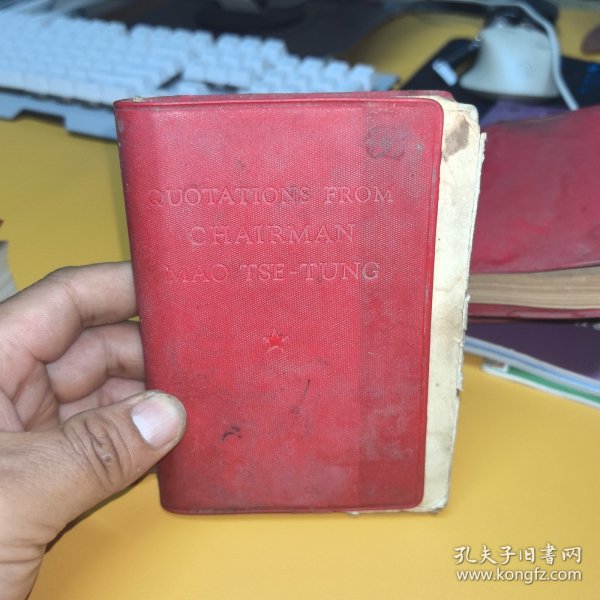 QUOTATIONS FROM
CHAIRMAN
MAO TSE-TUNG
孔夫子旧书网
www.kongfz.com